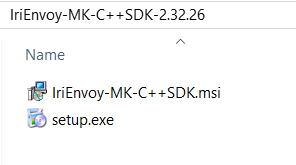 IriEnvoy-MK-C++SDK-2.32.26
Name
IriEnvoy-MK-C++SDK.msi
setup.exe